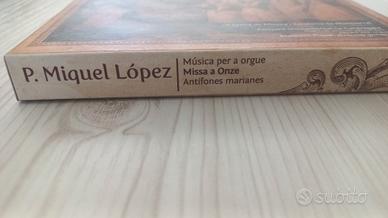 P. Miquel López
Música per a orgue
Missa a Onze
Antífones marianes
subito